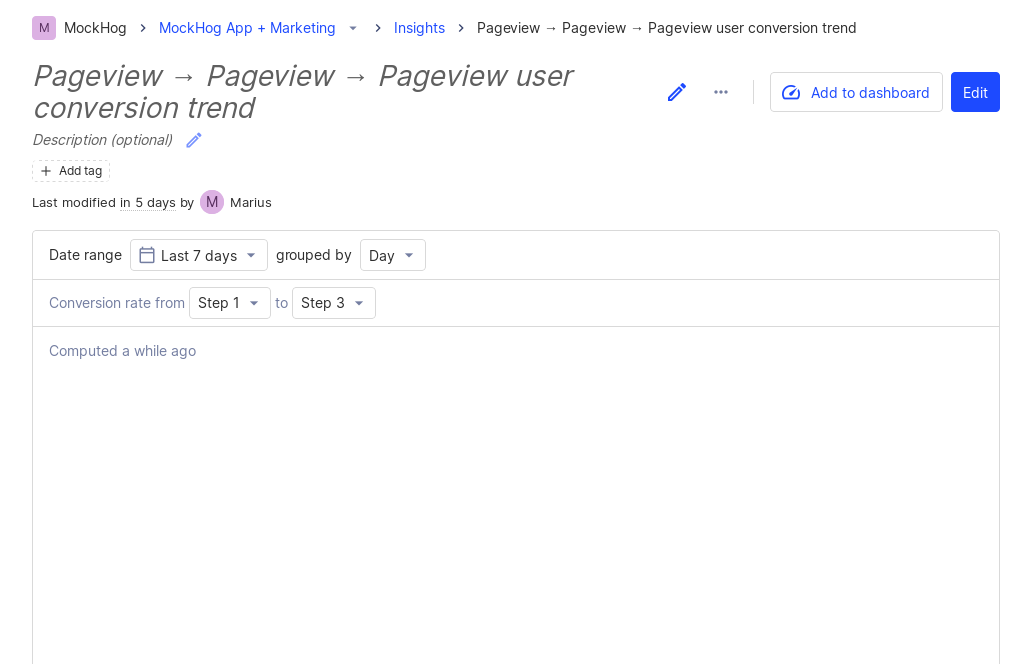 M MockHog > MockHog App + Marketing > Insights > Pageview → Pageview → Pageview user conversion trend
Pageview → Pageview → Pageview user
conversion trend
Add to dashboard
Edit
Description (optional)
+ Add tag
Last modified in 5 days by M Marius
Date range Last 7 days grouped by Day
Conversion rate from Step 1 to Step 3
Computed a while ago